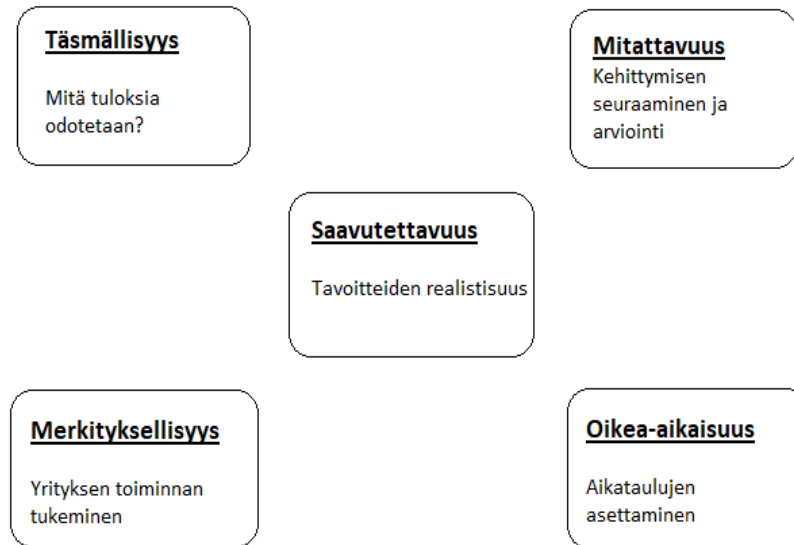 Täsmällisyys
Mitä tuloksia
odotetaan?
Mitattavuus
Kehittymisen
seuraaminen ja
arviointi
Saavutettavuus
Tavoitteiden realistisuus
Merkityksellisyys
Yrityksen toiminnan
tukeminen
Oikea-aikaisuus
Aikataulujen
asettaminen